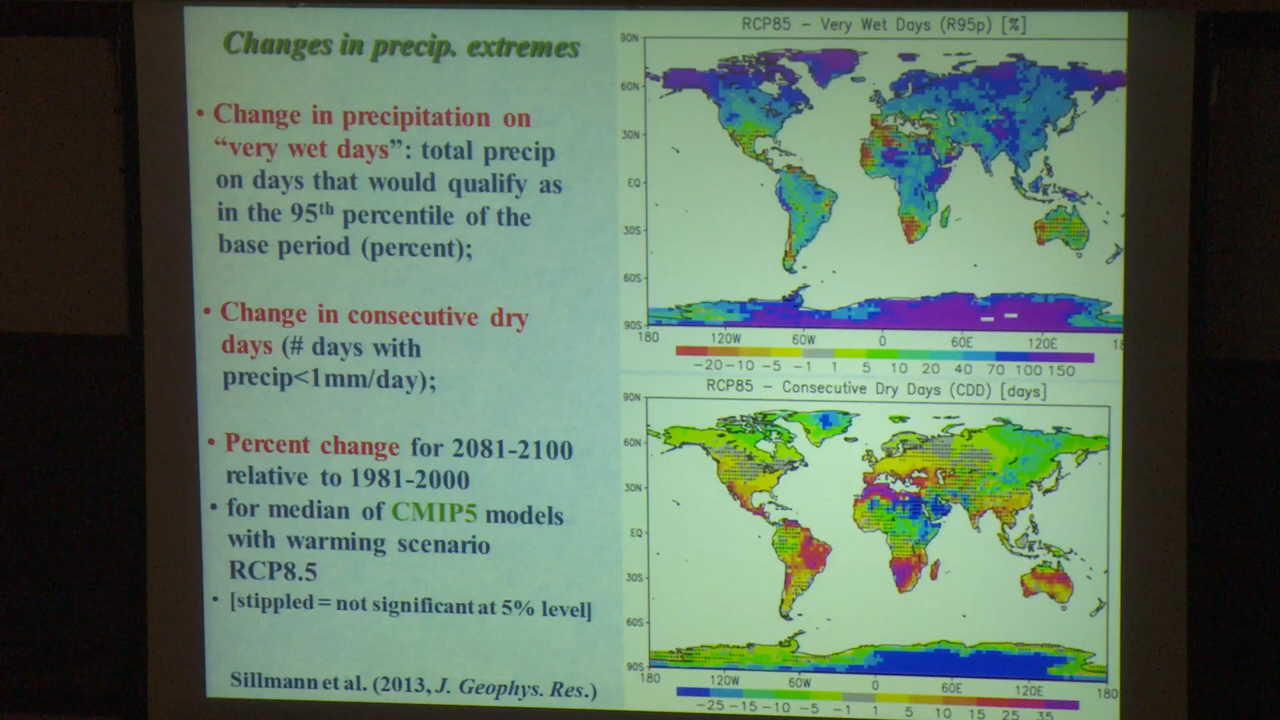 Changes in precip. extremes
• Change in precipitation on
“very wet days”: total precip
on days that would qualify as
in the 95th percentile of the
base period (percent);
• Change in consecutive dry
days (# days with
precip<1mm/day);
• Percent change for 2081-2100
relative to 1981-2000
• for median of CMIP5 models
with warming scenario
RCP8.5
• [stippled = not significant at 5% level]
Sillmann et al. (2013, J. Geophys. Res.)
RCP85 – Very Wet Days (R95p) [%]
90N
60N
30N
EQ
30S
60S
90S
180 120W 60W 0 60E 120E 18
−20 −10 −5 −1 1 5 10 20 40 70 100 150
RCP85 – Consecutive Dry Days (CDD) [days]
90N
60N
30N
EQ
30S
60S
90S
180 120W 60W 0 60E 120E 180
−25 −15 −10 −5 −1 1 5 10 15 25 35